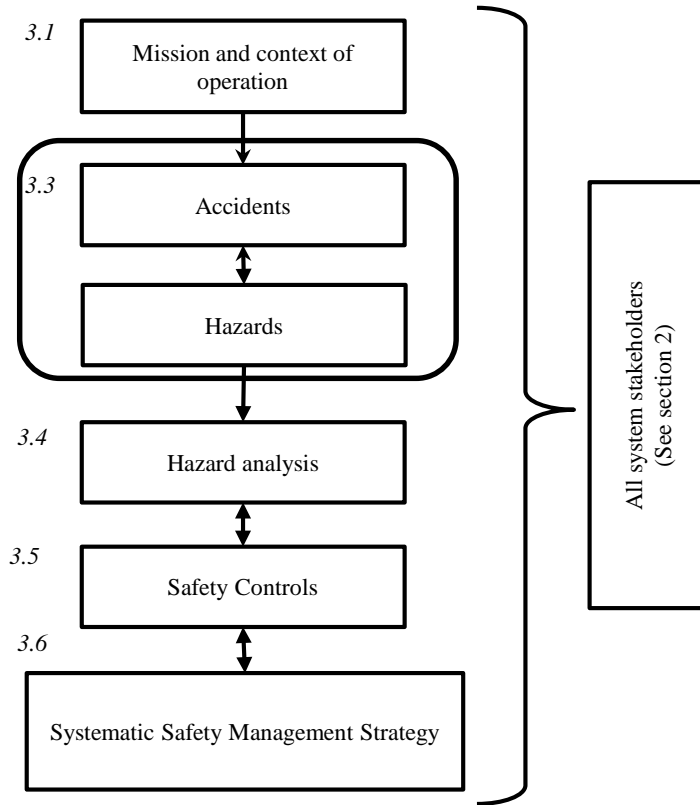 3.1
Mission and context of
operation
3.3
Accidents
Hazards
3.4
Hazard analysis
3.5
Safety Controls
3.6
Systematic Safety Management Strategy
All system stakeholders
(See section 2)